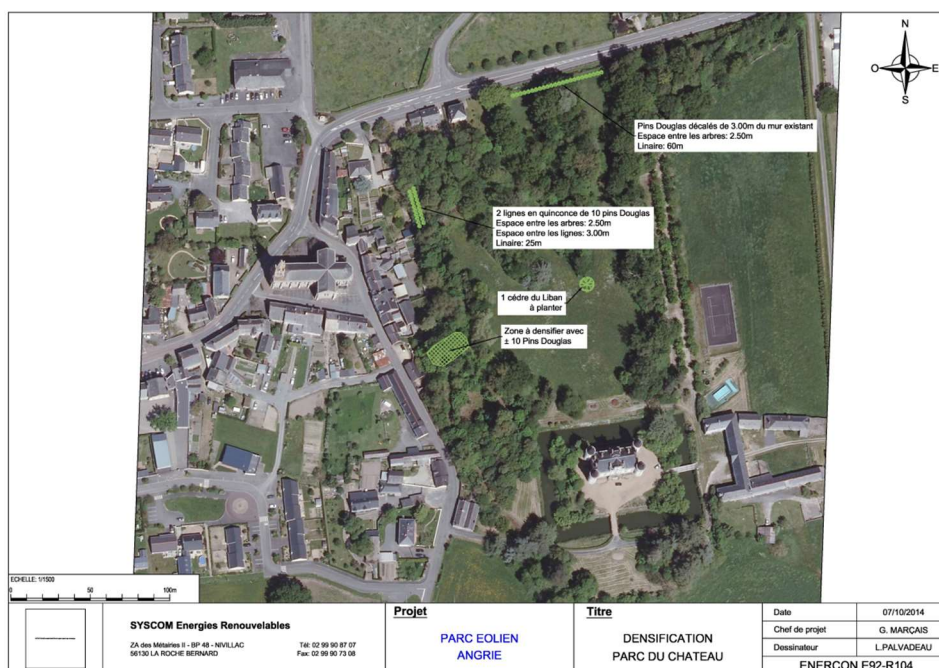 N
O
E
S
Pins Douglas décalés de 3.00m du mur existant
Espace entre les arbres: 2.50m
Linaire: 60m
2 lignes en quinconce de 10 pins Douglas
Espace entre les arbres: 2.50m
Espace entre les lignes: 3.00m
Linaire: 25m
1 cédre du Liban
à planter
Zone à densifier avec
± 10 Pins Douglas
ECHELLE: 1/1500
0 50 100m
SYSCOM Energies Renouvelables
ZA des Métairies II - BP 48 - NIVILLAC
56130 LA ROCHE BERNARD
Tél: 02 99 90 87 07
Fax: 02 99 90 73 08
Projet
PARC EOLIEN
ANGRIE
Titre
DENSIFICATION
PARC DU CHATEAU
Date 07/10/2014
Chef de projet G. MARÇAIS
Dessinateur L.PALVADEAU
ENERCON E92-R104